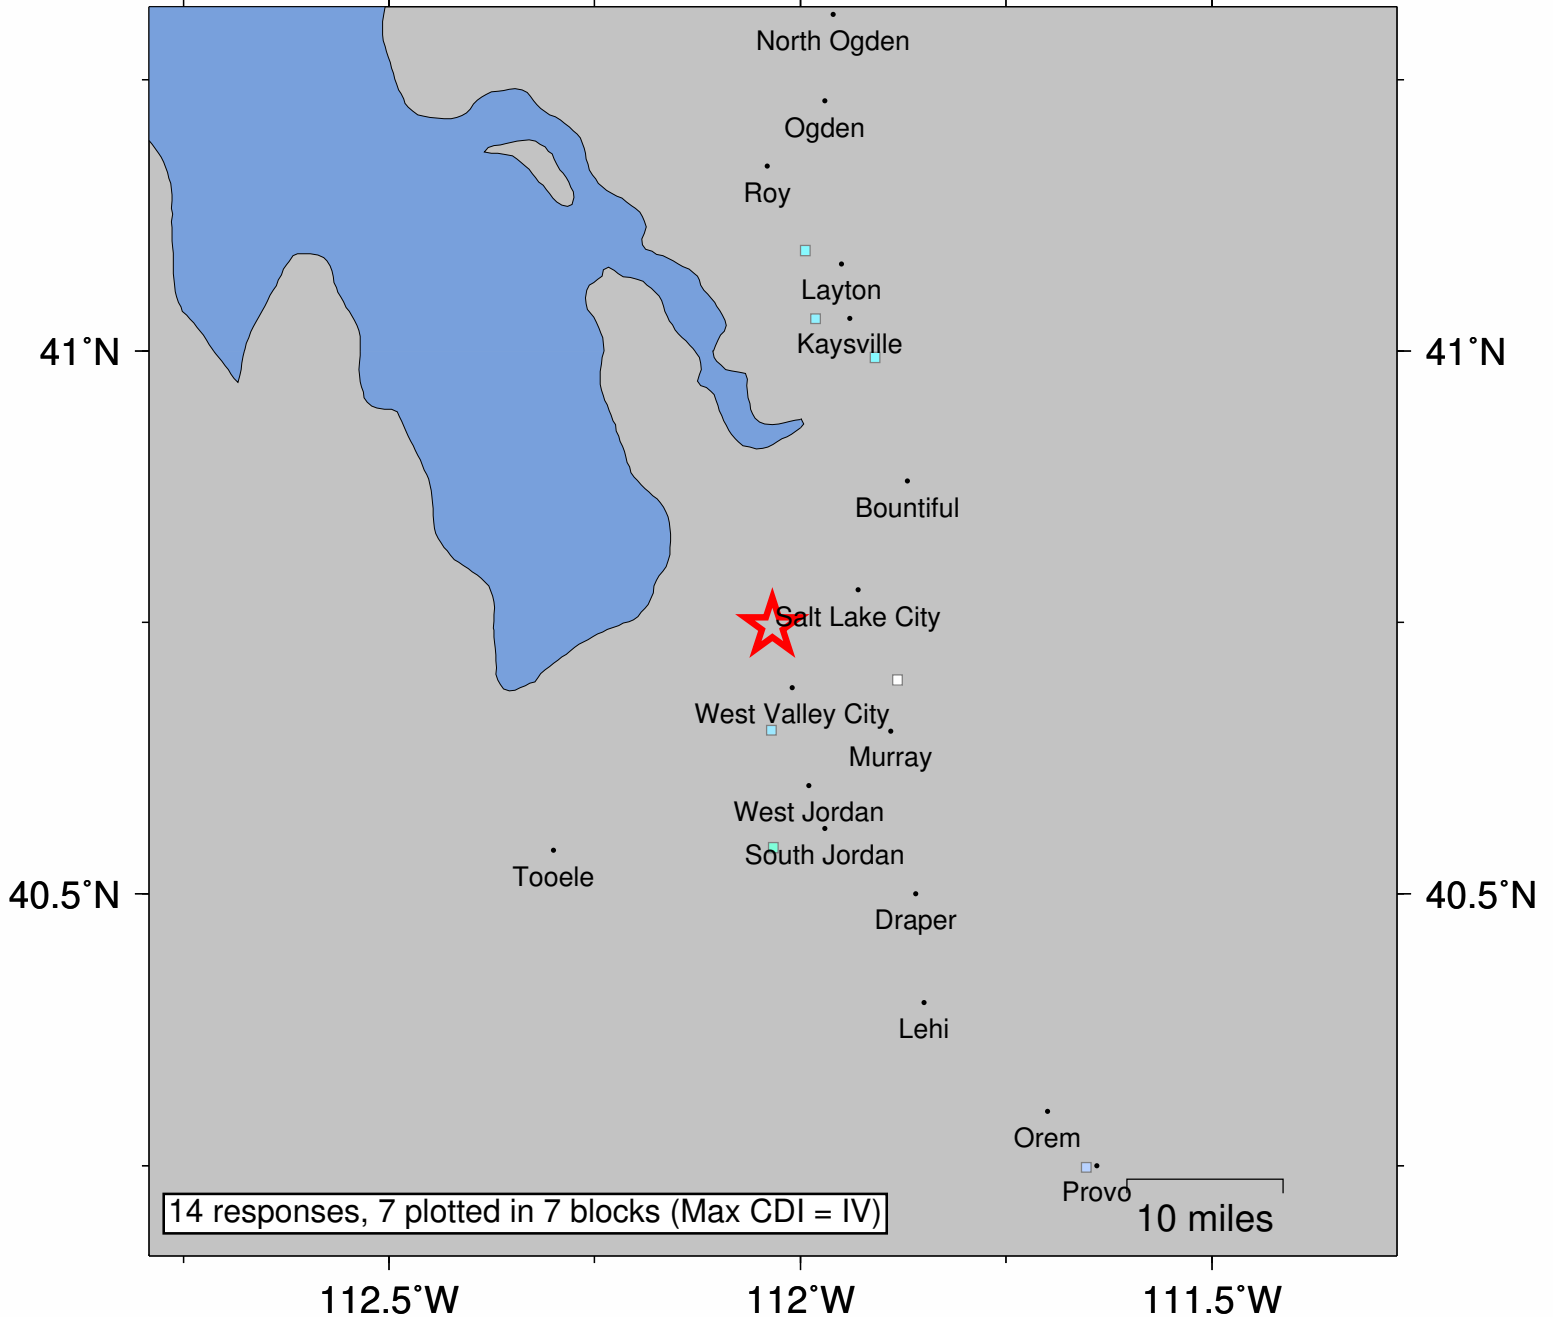 North Ogden
Ogden
Roy
Layton
41˚N
Kaysville
41˚N
Bountiful
Salt Lake City
West Valley City
Murray
West Jordan
South Jordan
Tooele
40.5˚N
40.5˚N
Draper
Lehi
Orem
Provo
14 responses, 7 plotted in 7 blocks (Max CDI = IV)
10 miles
112.5˚W
112˚W
111.5˚W